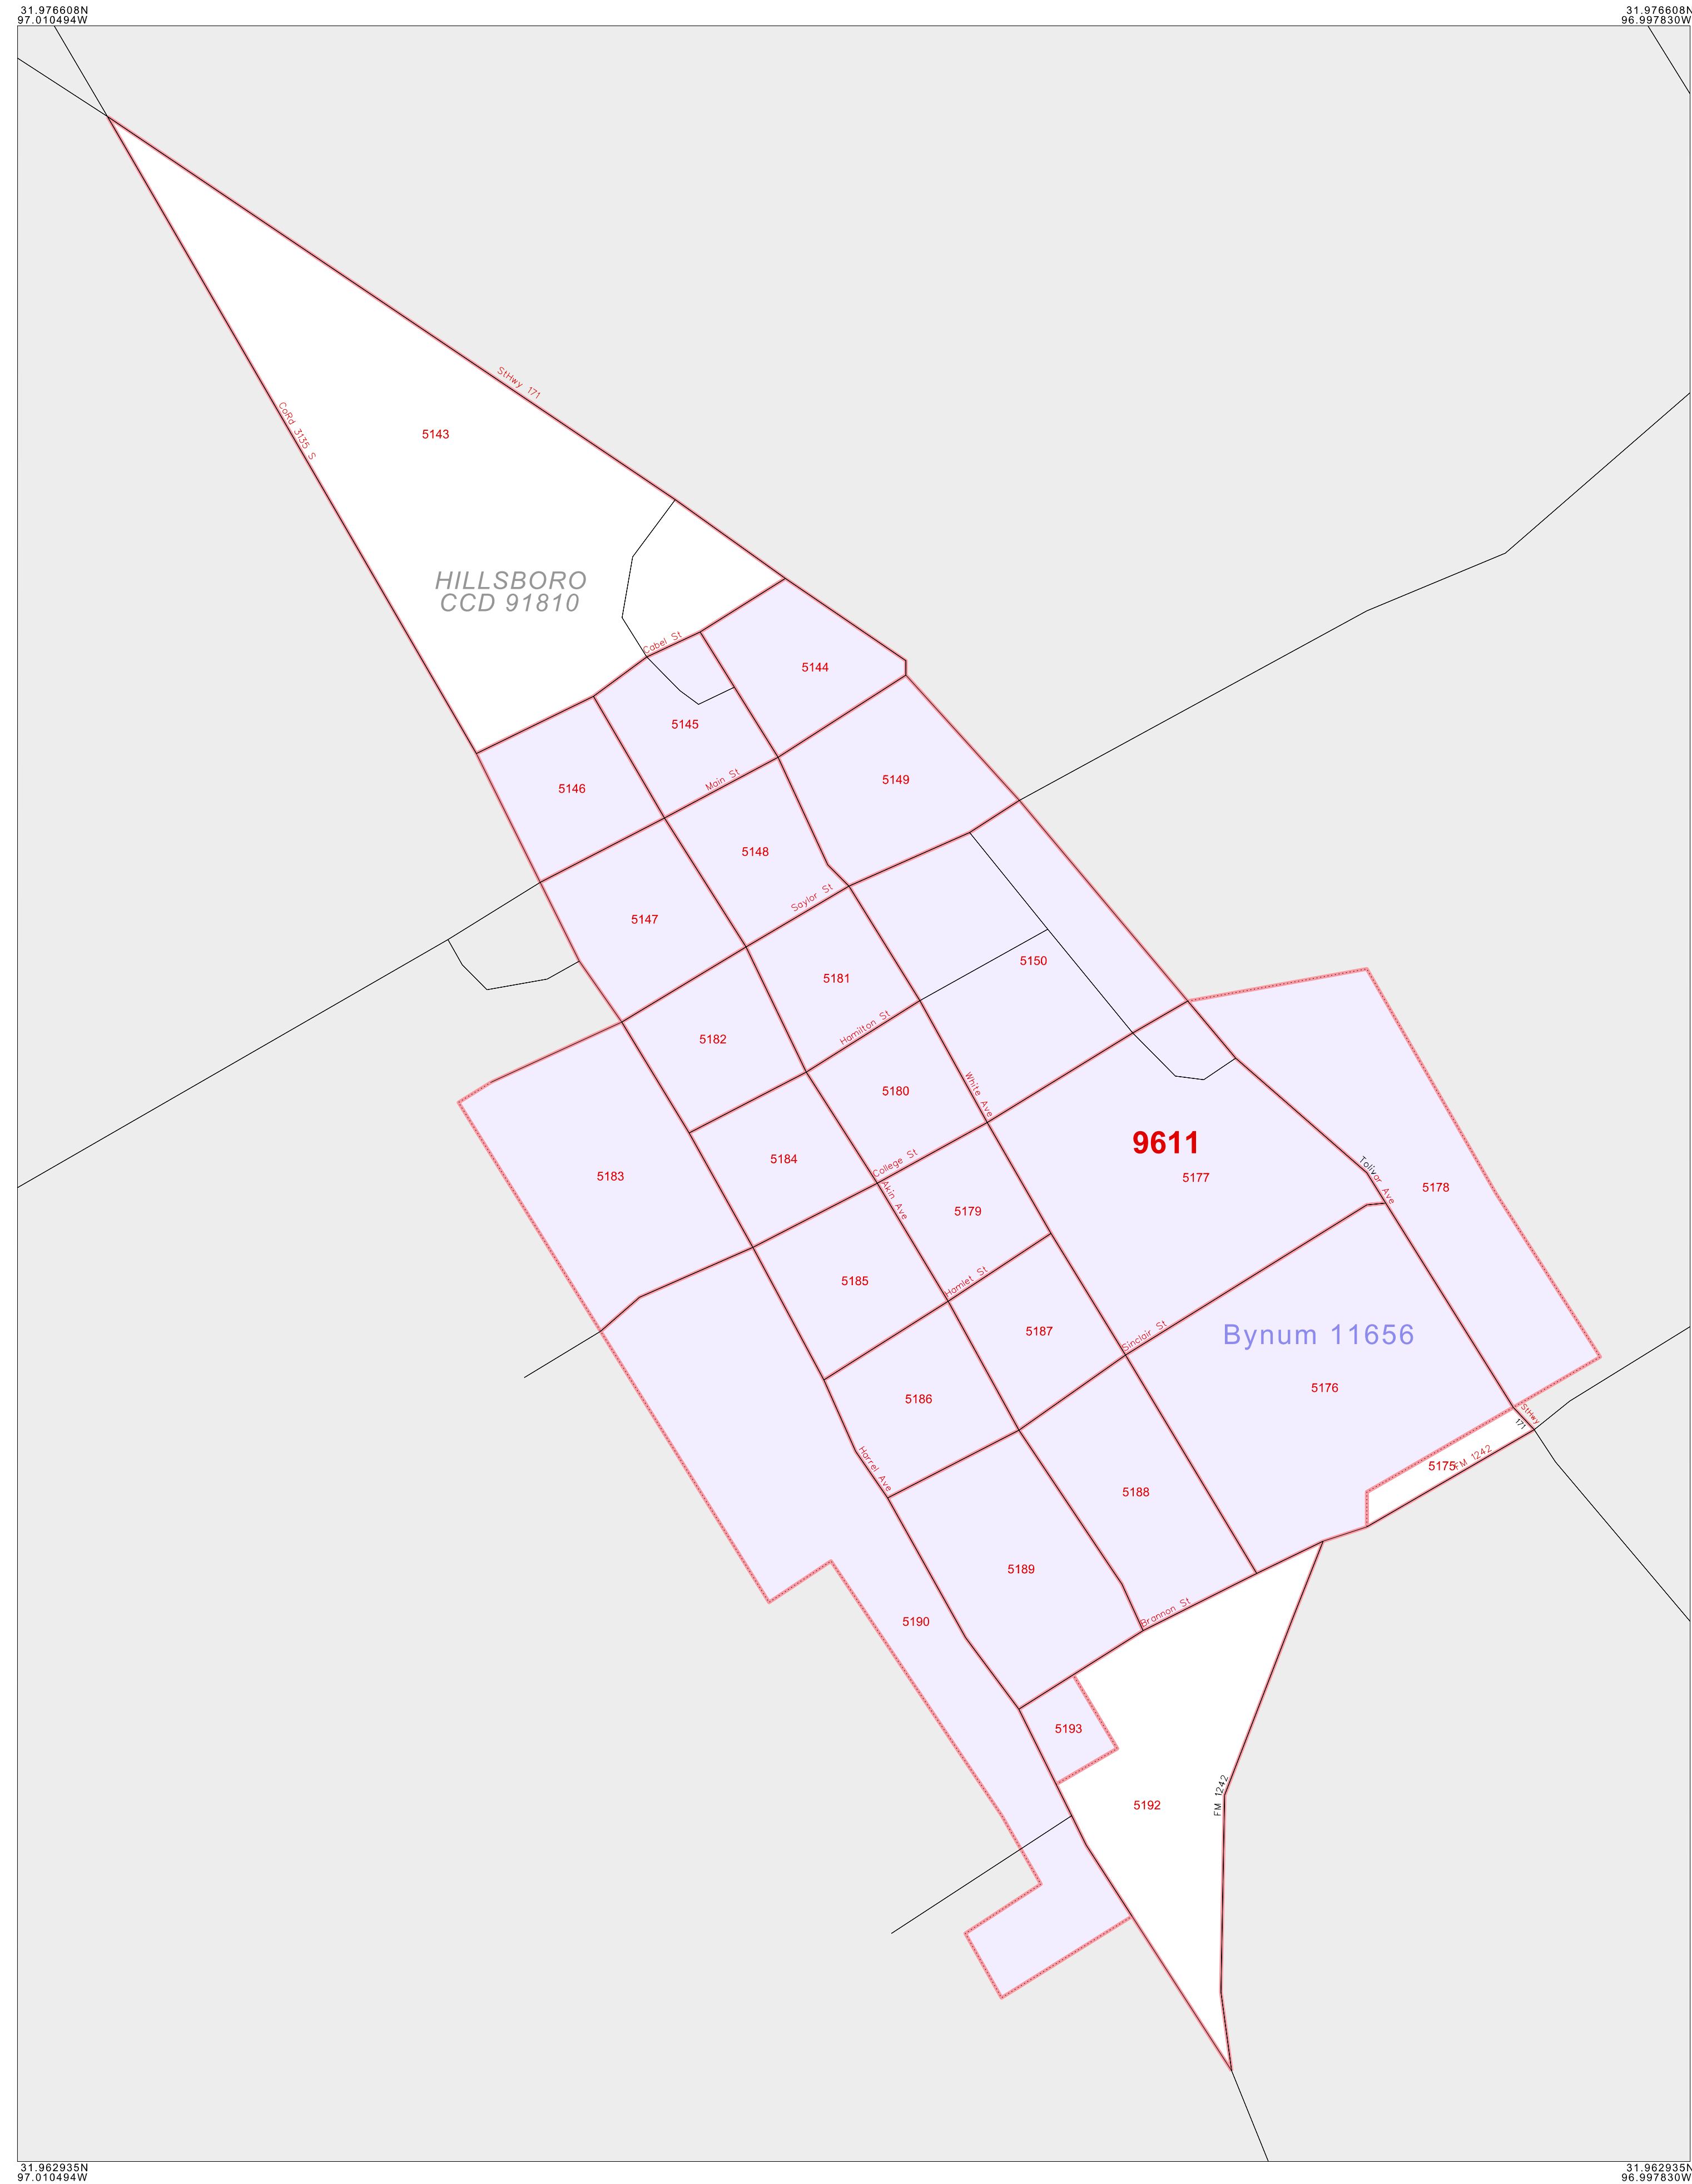 31.976608N
97.010494W
31.976608N
96.997830W
StHwy 171
CoRd 3135 S
5143
HILLSBORO
CCD 91810
Cabel St
5144
5145
Main St
5149
5146
5148
Saylor St
5147
5150
5181
Hamilton St
5182
White Ave
5180
9611
College St
5184
Tolivar Ave
5183
5177
5178
Akin Ave
5179
Hamlet St
5185
Sinclair St
5187
Bynum 11656
5176
5186
StHwy
171
Harrel Ave
5175
FM 1242
5188
5189
Brannon St
5190
5193
FM 1242
5192
31.962935N
97.010494W
31.962935N
96.997830W